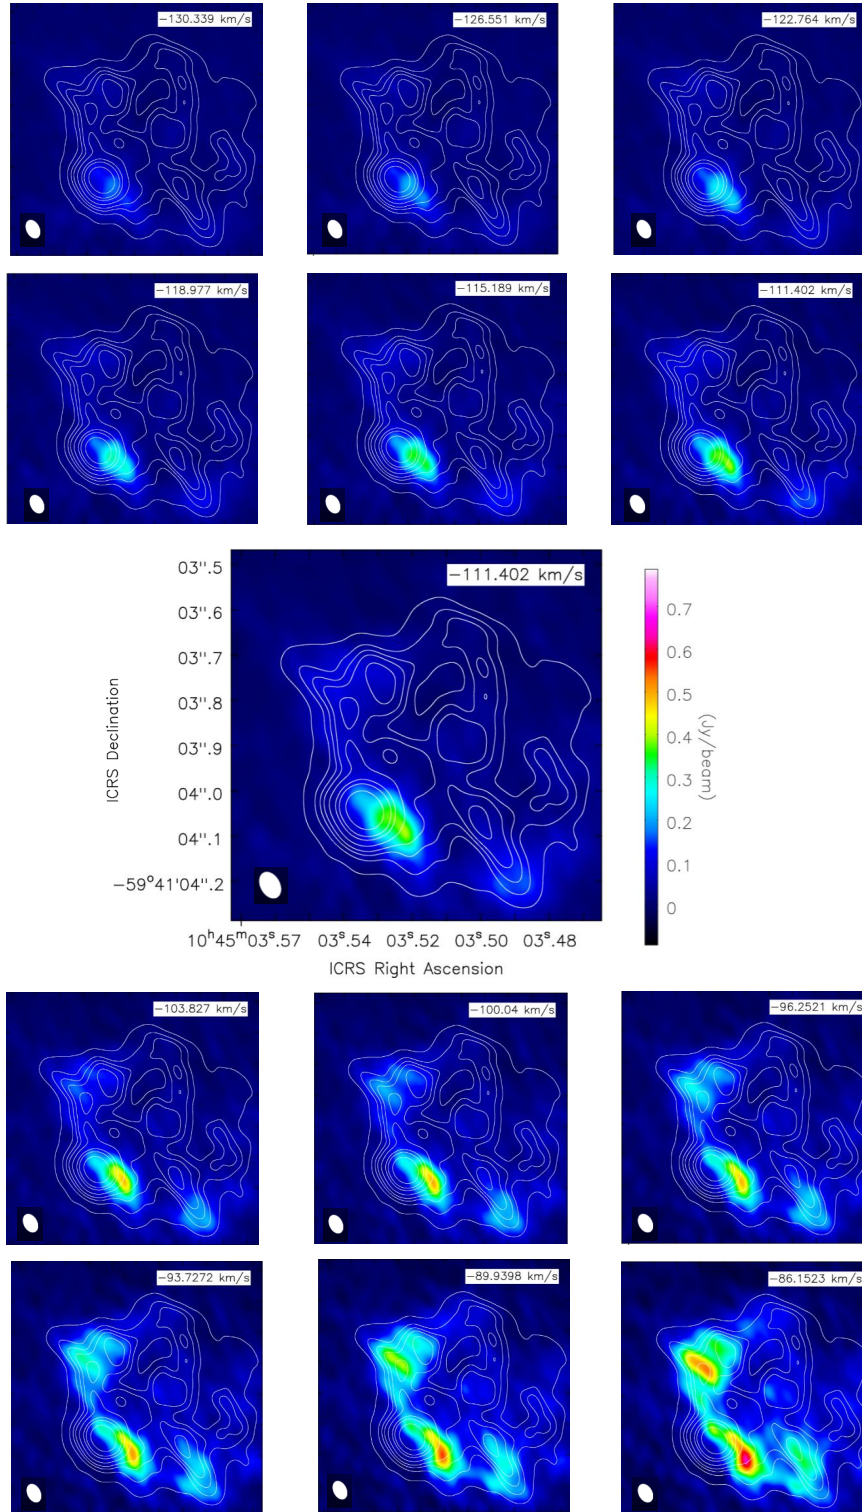 −130.339 km/s
−126.551 km/s
−122.764 km/s
−118.977 km/s
−115.189 km/s
−111.402 km/s
−111.402 km/s
03".5
03".6
03".7
03".8
03".9
04".0
04".1
−59°41'04".2
ICRS Declination
10ʰ45ᵐ03ˢ.57
03ˢ.54
03ˢ.52
03ˢ.50
03ˢ.48
ICRS Right Ascension
0.7
0.6
0.5
0.4
0.3
0.2
0.1
0
(Jy/beam)
−103.827 km/s
−100.04 km/s
−96.2521 km/s
−93.7272 km/s
−89.9398 km/s
−86.1523 km/s